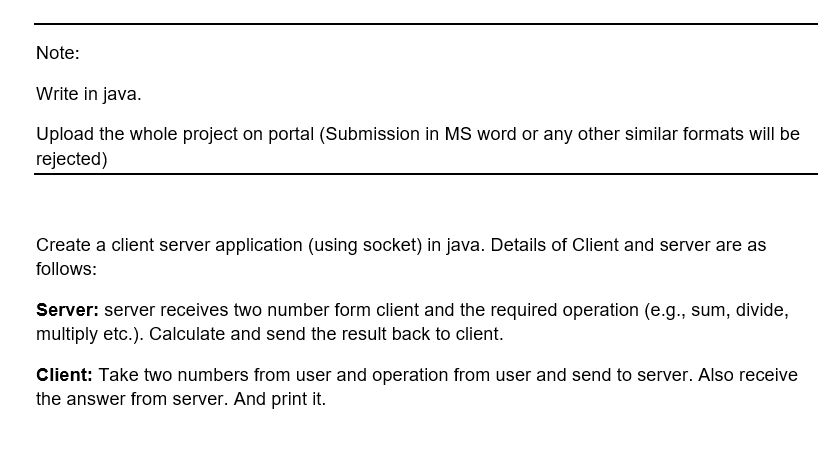 Note:
Write in java.
Upload the whole project on portal (Submission in MS word or any other similar formats will be
rejected)
Create a client server application (using socket) in java. Details of Client and server are as
follows:
Server: server receives two number form client and the required operation (e.g., sum, divide,
multiply etc.). Calculate and send the result back to client.
Client: Take two numbers from user and operation from user and send to server. Also receive
the answer from server. And print it.